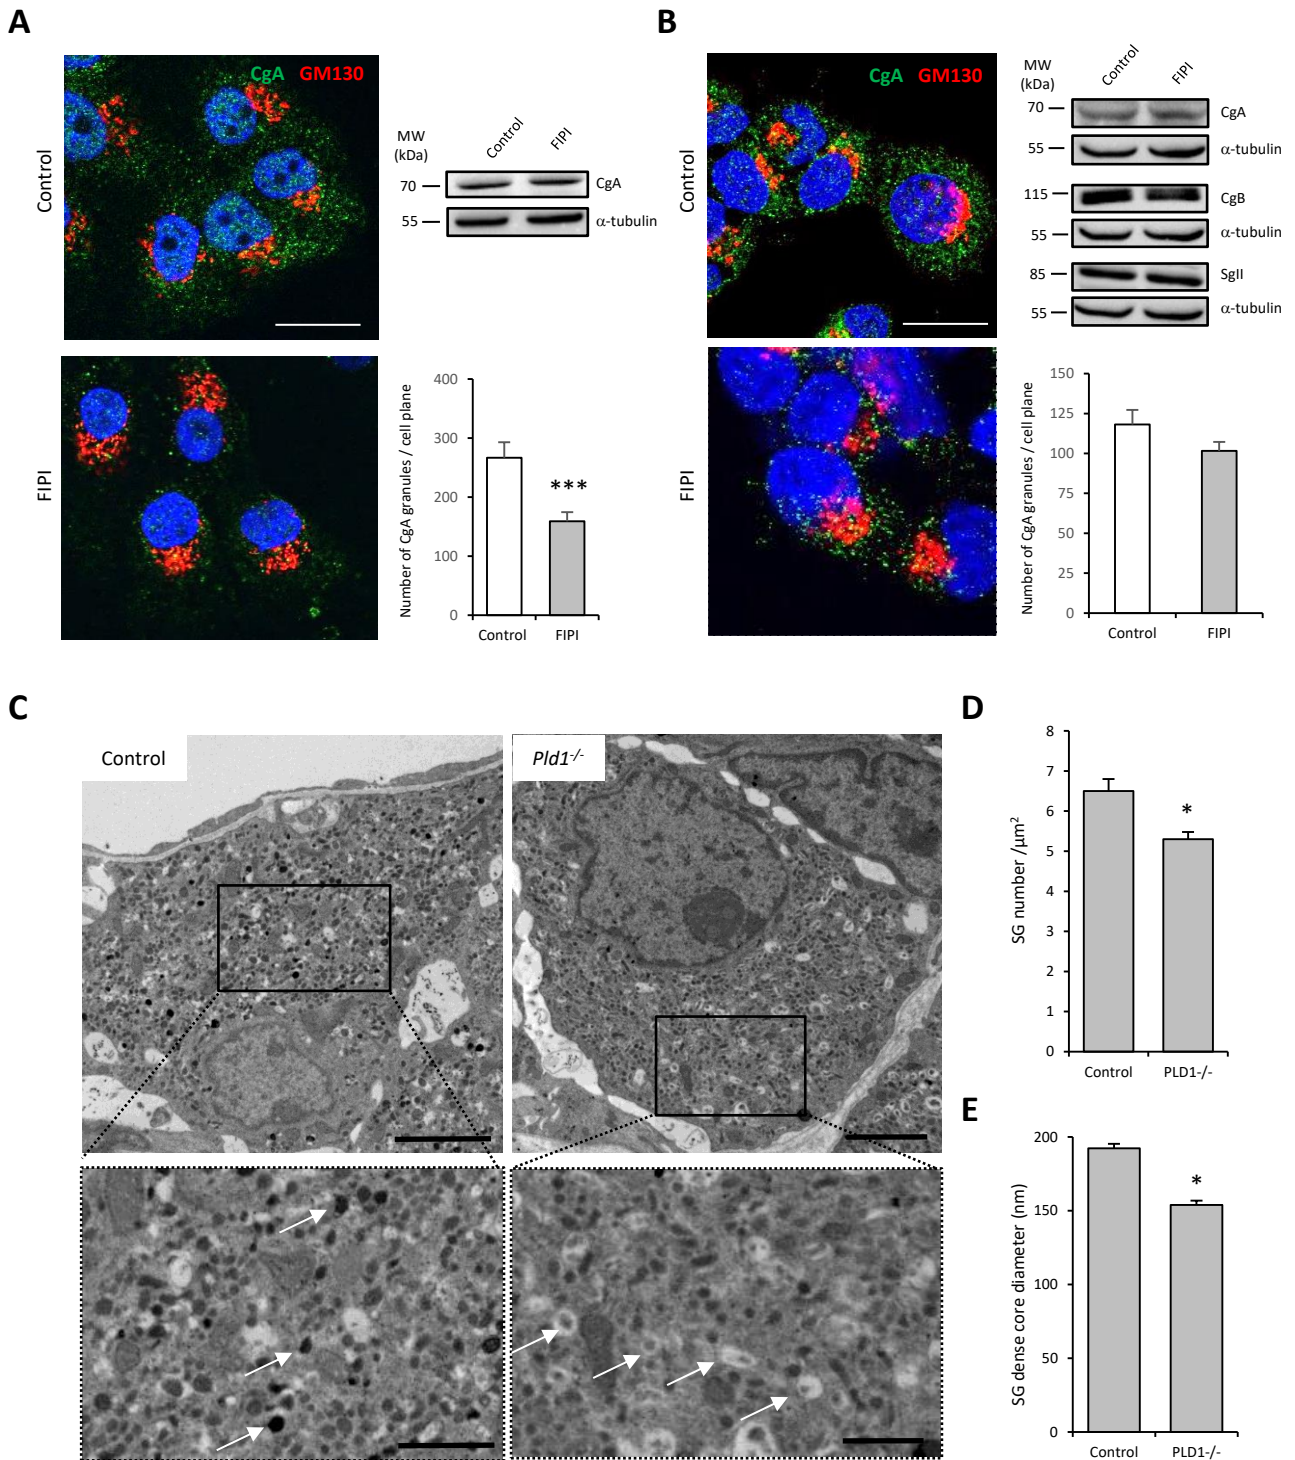 A
CgA GM130
Control
FIPI
MW
(kDa)
Control
FIPI
70
CgA
55
α-tubulin
Number of CgA granules / cell plane
400
300
200
100
0
***
Control
FIPI
B
CgA GM130
Control
FIPI
MW
(kDa)
Control
FIPI
70
CgA
55
α-tubulin
115
CgB
55
α-tubulin
85
SgII
55
α-tubulin
Number of CgA granules / cell plane
150
125
100
75
50
25
0
Control
FIPI
C
Control
Pld1-/-
D
SG number /μm²
8
7
6
5
4
3
2
1
0
*
Control
PLD1-/-
E
SG dense core diameter (nm)
200
150
100
50
0
*
Control
PLD1-/-